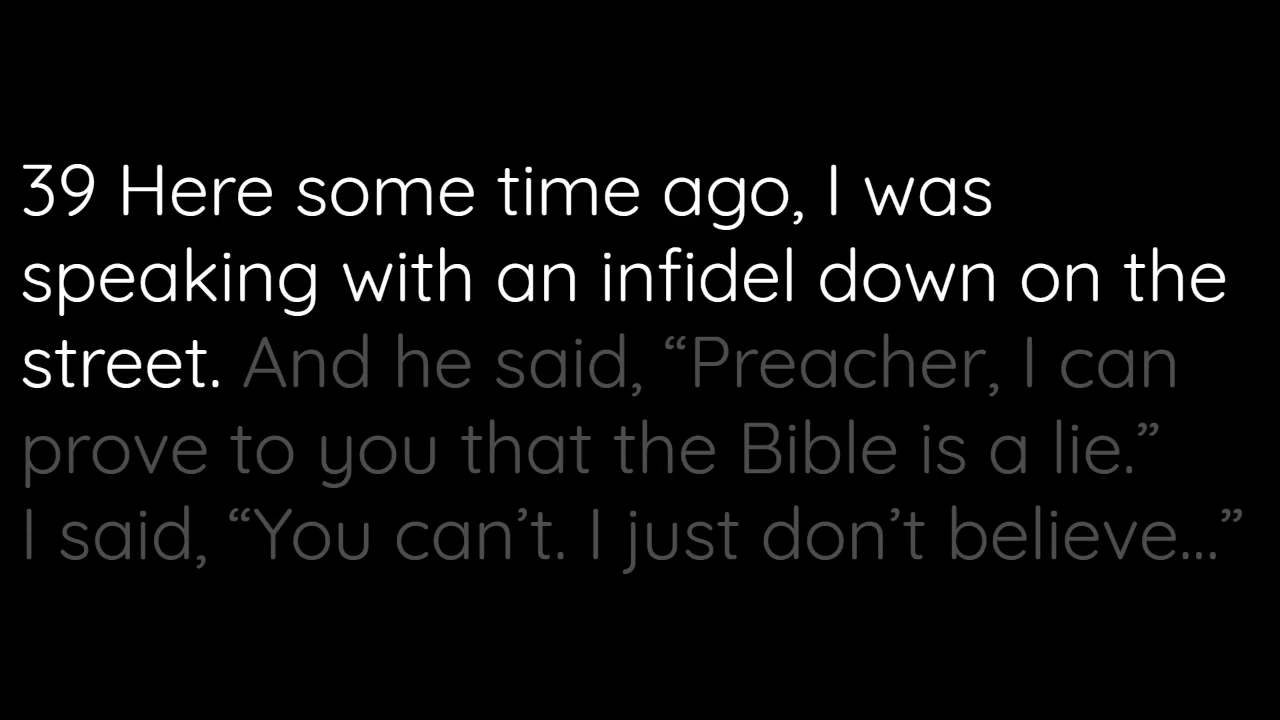 39 Here some time ago, I was
speaking with an infidel down on the
street. And he said, “Preacher, I can
prove to you that the Bible is a lie.”
I said, “You can’t. I just don’t believe...”